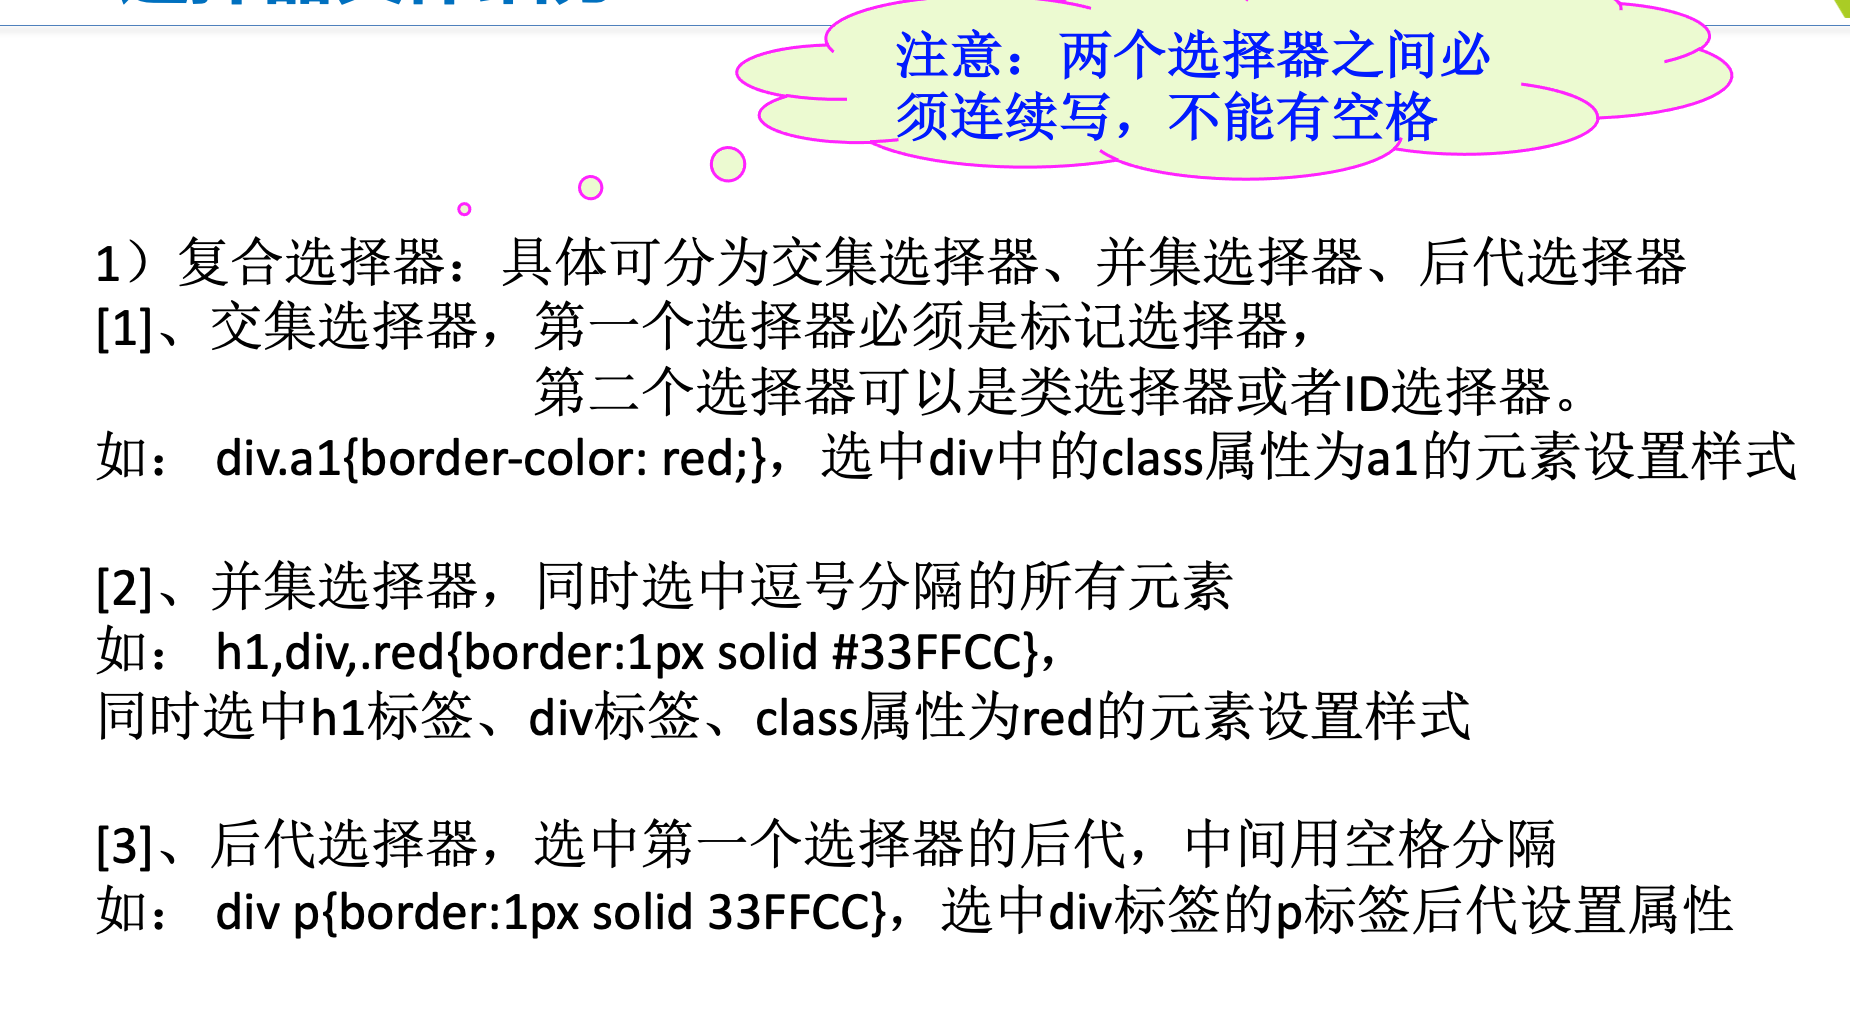 注意：两个选择器之间必
须连续写，不能有空格
1）复合选择器：具体可分为交集选择器、并集选择器、后代选择器
[1]、交集选择器，第一个选择器必须是标记选择器，
第二个选择器可以是类选择器或者ID选择器。
如： div.a1{border-color: red;}，选中div中的class属性为a1的元素设置样式
[2]、并集选择器，同时选中逗号分隔的所有元素
如： h1,div,.red{border:1px solid #33FFCC}，
同时选中h1标签、div标签、class属性为red的元素设置样式
[3]、后代选择器，选中第一个选择器的后代，中间用空格分隔
如： div p{border:1px solid 33FFCC}，选中div标签的p标签后代设置属性